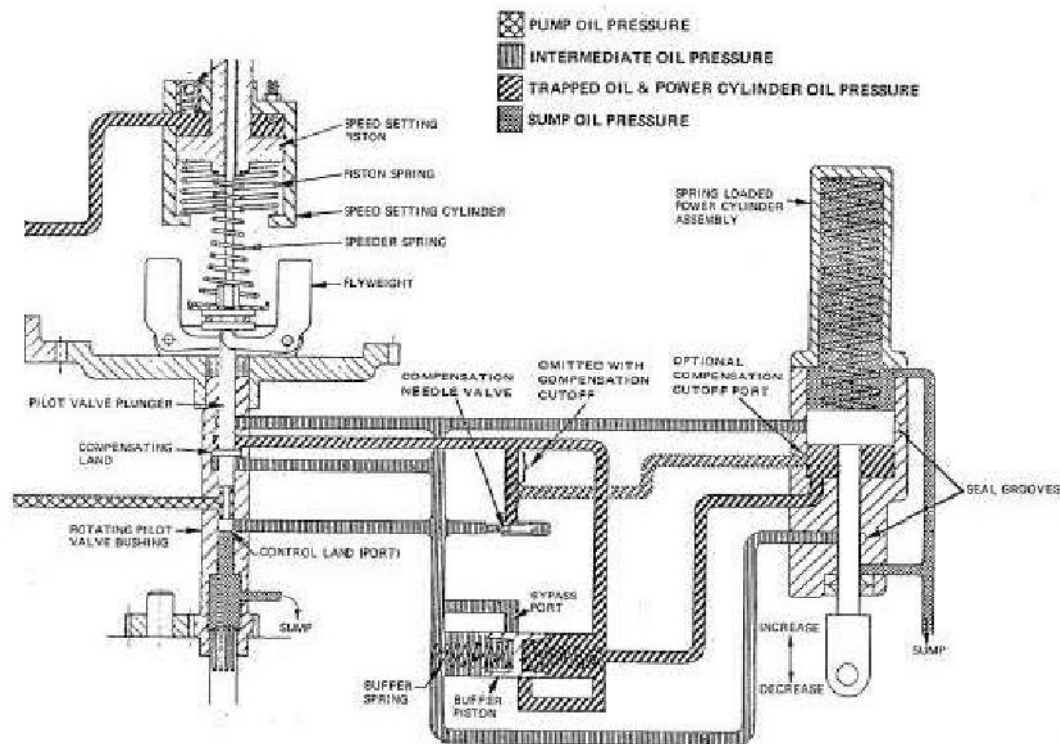 PUMP OIL PRESSURE
INTERMEDIATE OIL PRESSURE
TRAPPED OIL & POWER CYLINDER OIL PRESSURE
SUMP OIL PRESSURE
SPEED SETTING
PISTON
PISTON SPRING
SPEED SETTING CYLINDER
SPEEDER SPRING
FLYWEIGHT
SPRING LOADED
POWER CYLINDER
ASSEMBLY
PILOT VALVE PLUNGER
COMPENSATING
LAND
COMPENSATION
NEEDLE VALVE
OMITTED WITH
COMPENSATION
CUTOFF
OPTIONAL
COMPENSATION
CUTOFF PORT
SEAL GROOVES
ROTATING PILOT
VALVE BUSHING
CONTROL LAND (PORT)
SUMP
BYPASS
PORT
BUFFER
SPRING
BUFFER
PISTON
INCREASE
DECREASE
SUMP